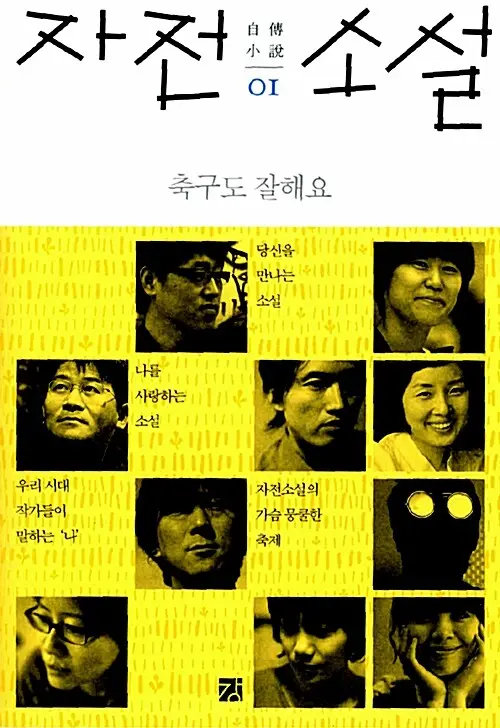 자전소설
自傳
小說
01
축구도 잘해요
당신을
만나는
소설
나를
사랑하는
소설
우리 시대
작가들이
말하는 '나'
자전소설의
가슴 뭉클한
축제
강